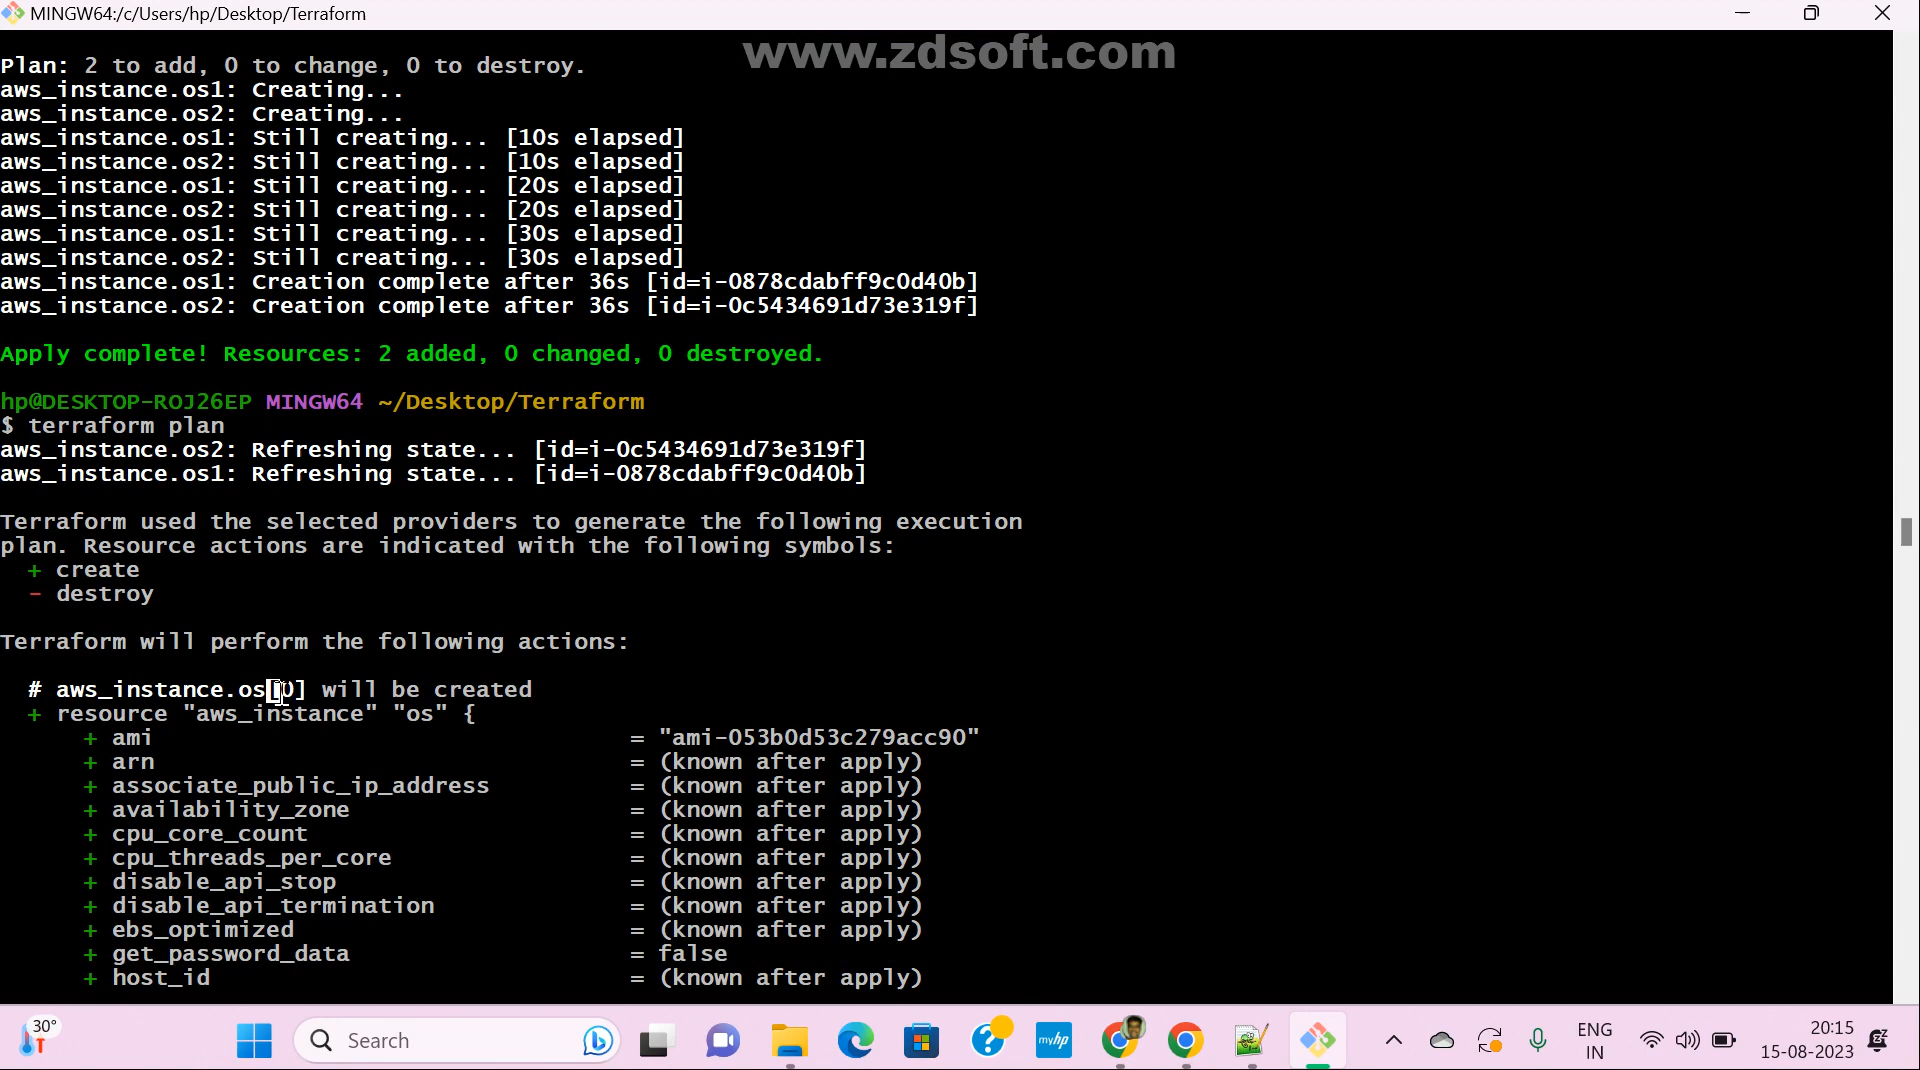 MINGW64:/c/Users/hp/Desktop/Terraform
www.zdsoft.com
Plan: 2 to add, 0 to change, 0 to destroy.
aws_instance.os1: Creating...
aws_instance.os2: Creating...
aws_instance.os1: Still creating... [10s elapsed]
aws_instance.os2: Still creating... [10s elapsed]
aws_instance.os1: Still creating... [20s elapsed]
aws_instance.os2: Still creating... [20s elapsed]
aws_instance.os1: Still creating... [30s elapsed]
aws_instance.os2: Still creating... [30s elapsed]
aws_instance.os1: Creation complete after 36s [id=i-0878cdabff9c0d40b]
aws_instance.os2: Creation complete after 36s [id=i-0c5434691d73e319f]
Apply complete! Resources: 2 added, 0 changed, 0 destroyed.
hp@DESKTOP-ROJ26EP MINGW64 ~/Desktop/Terraform
$ terraform plan
aws_instance.os2: Refreshing state... [id=i-0c5434691d73e319f]
aws_instance.os1: Refreshing state... [id=i-0878cdabff9c0d40b]
Terraform used the selected providers to generate the following execution
plan. Resource actions are indicated with the following symbols:
+ create
- destroy
Terraform will perform the following actions:
# aws_instance.os[0] will be created
+ resource "aws_instance" "os" {
+ ami = "ami-053b0d53c279acc90"
+ arn = (known after apply)
+ associate_public_ip_address = (known after apply)
+ availability_zone = (known after apply)
+ cpu_core_count = (known after apply)
+ cpu_threads_per_core = (known after apply)
+ disable_api_stop = (known after apply)
+ disable_api_termination = (known after apply)
+ ebs_optimized = (known after apply)
+ get_password_data = false
+ host_id = (known after apply)
30°
Search
myhp
ENG
IN
20:15
15-08-2023